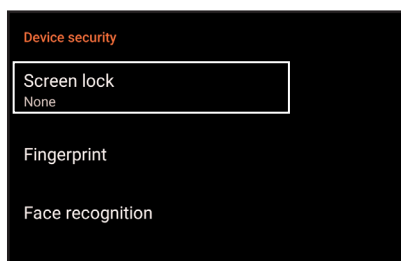 Device security
Screen lock
None
Fingerprint
Face recognition